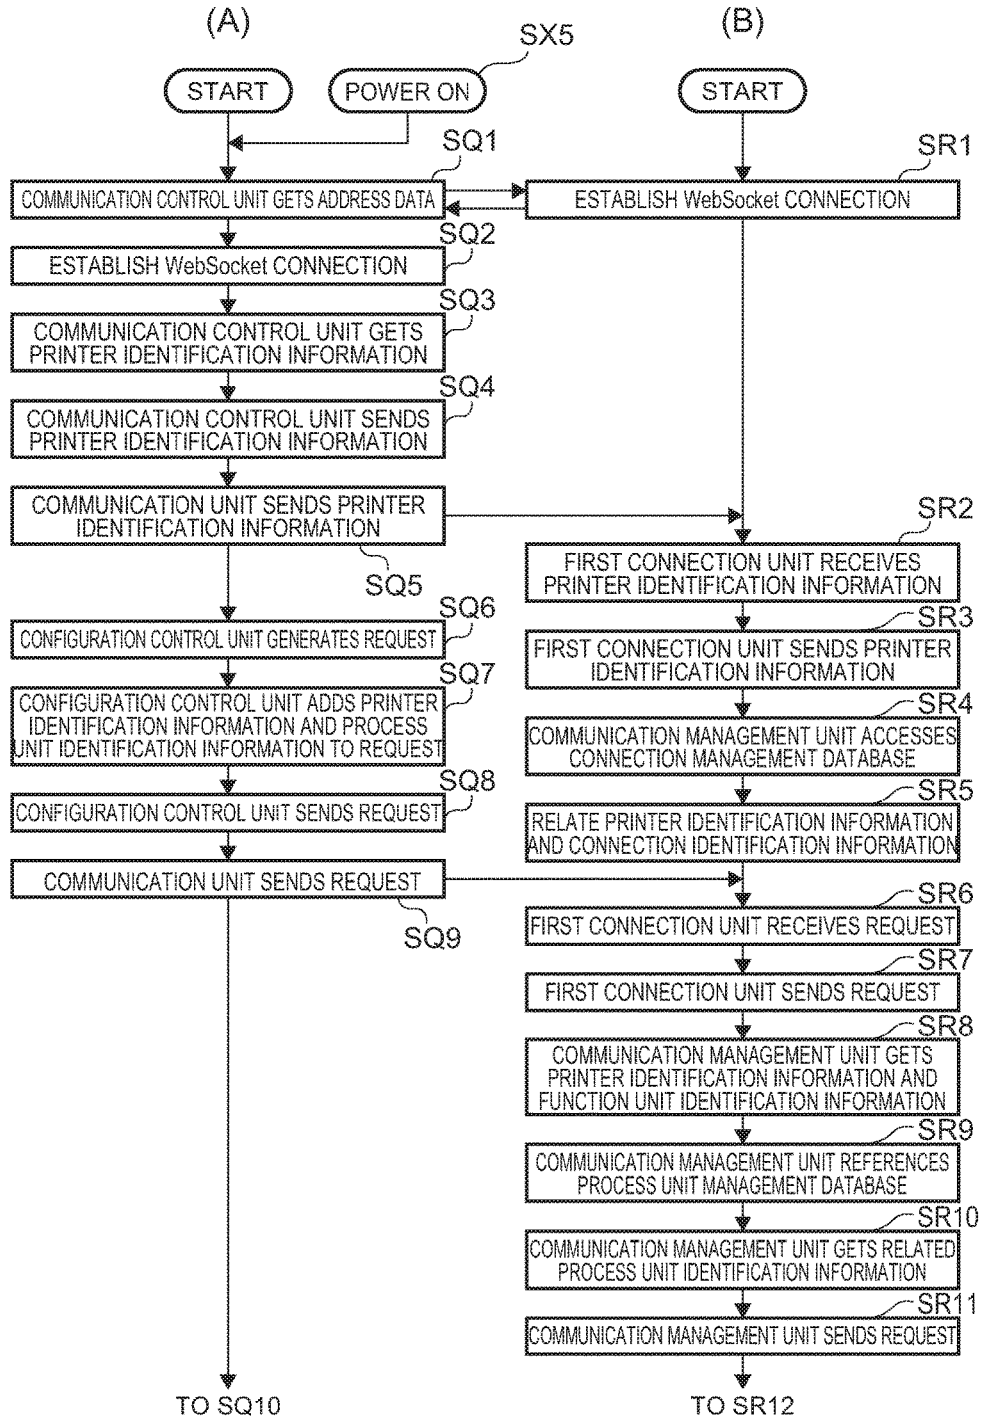 (A)
(B)
SX5
START
POWER ON
START
SQ1
SR1
COMMUNICATION CONTROL UNIT GETS ADDRESS DATA
ESTABLISH WebSocket CONNECTION
SQ2
ESTABLISH WebSocket CONNECTION
SQ3
COMMUNICATION CONTROL UNIT GETS
PRINTER IDENTIFICATION INFORMATION
SQ4
COMMUNICATION CONTROL UNIT SENDS
PRINTER IDENTIFICATION INFORMATION
COMMUNICATION UNIT SENDS PRINTER
IDENTIFICATION INFORMATION
SQ5
SR2
FIRST CONNECTION UNIT RECEIVES
PRINTER IDENTIFICATION INFORMATION
SQ6
CONFIGURATION CONTROL UNIT GENERATES REQUEST
SR3
FIRST CONNECTION UNIT SENDS PRINTER
IDENTIFICATION INFORMATION
SQ7
CONFIGURATION CONTROL UNIT ADDS PRINTER
IDENTIFICATION INFORMATION AND PROCESS
UNIT IDENTIFICATION INFORMATION TO REQUEST
SR4
COMMUNICATION MANAGEMENT UNIT ACCESSES
CONNECTION MANAGEMENT DATABASE
SQ8
CONFIGURATION CONTROL UNIT SENDS REQUEST
SR5
RELATE PRINTER IDENTIFICATION INFORMATION
AND CONNECTION IDENTIFICATION INFORMATION
COMMUNICATION UNIT SENDS REQUEST
SQ9
SR6
FIRST CONNECTION UNIT RECEIVES REQUEST
SR7
FIRST CONNECTION UNIT SENDS REQUEST
SR8
COMMUNICATION MANAGEMENT UNIT GETS
PRINTER IDENTIFICATION INFORMATION AND
FUNCTION UNIT IDENTIFICATION INFORMATION
SR9
COMMUNICATION MANAGEMENT UNIT REFERENCES
PROCESS UNIT MANAGEMENT DATABASE
SR10
COMMUNICATION MANAGEMENT UNIT GETS RELATED
PROCESS UNIT IDENTIFICATION INFORMATION
SR11
COMMUNICATION MANAGEMENT UNIT SENDS REQUEST
TO SQ10
TO SR12